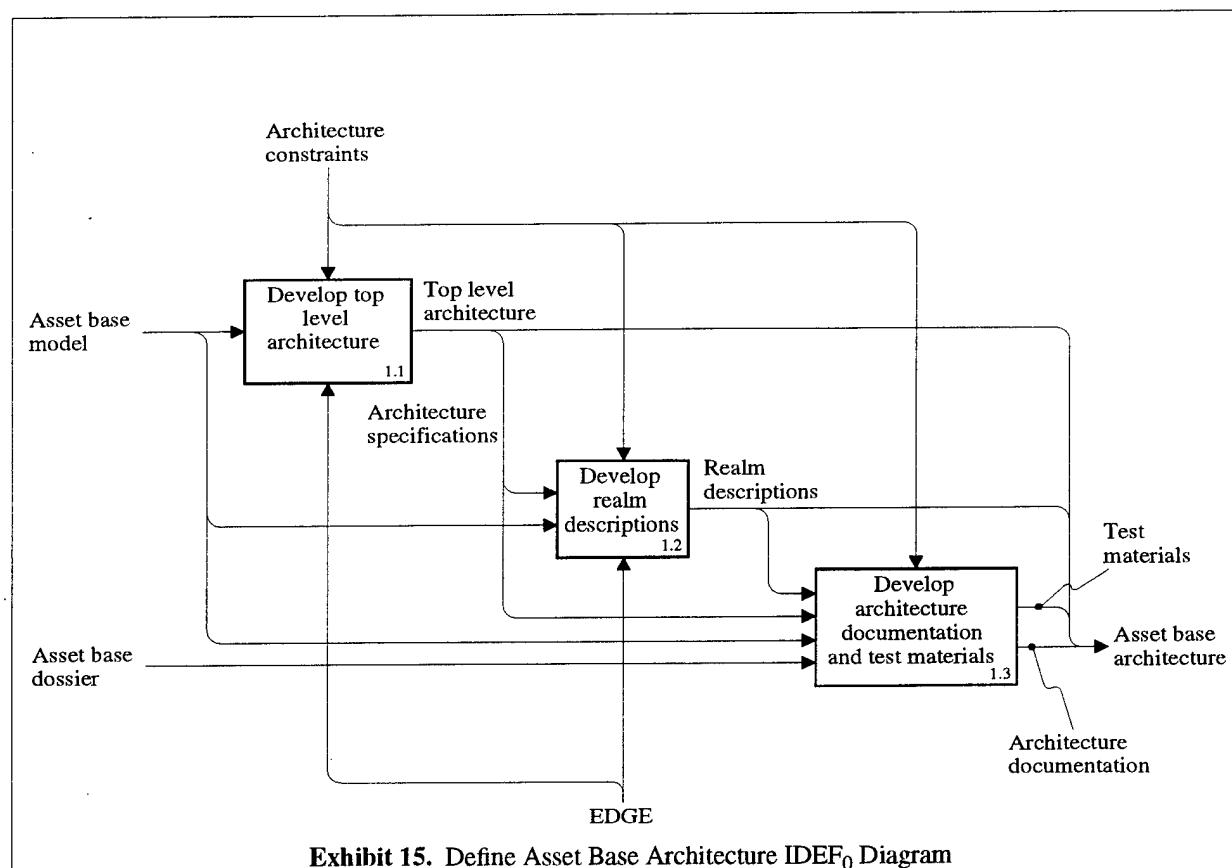 Architecture
constraints
Asset base
model
Develop top
level
architecture
1.1
Top level
architecture
Architecture
specifications
Develop
realm
descriptions
1.2
Realm
descriptions
Test
materials
Develop
architecture
documentation
and test materials
1.3
Asset base
dossier
Asset base
architecture
Architecture
documentation
EDGE
Exhibit 15. Define Asset Base Architecture IDEF₀ Diagram